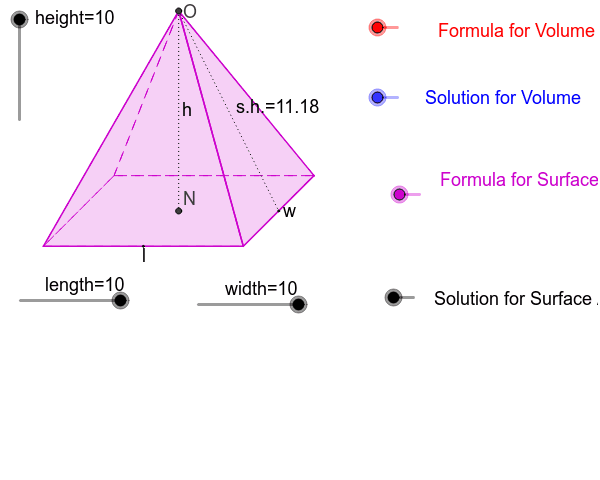 height=10
O
Formula for Volume
h
s.h.=11.18
Solution for Volume
Formula for Surface
N
w
l
length=10
width=10
Solution for Surface